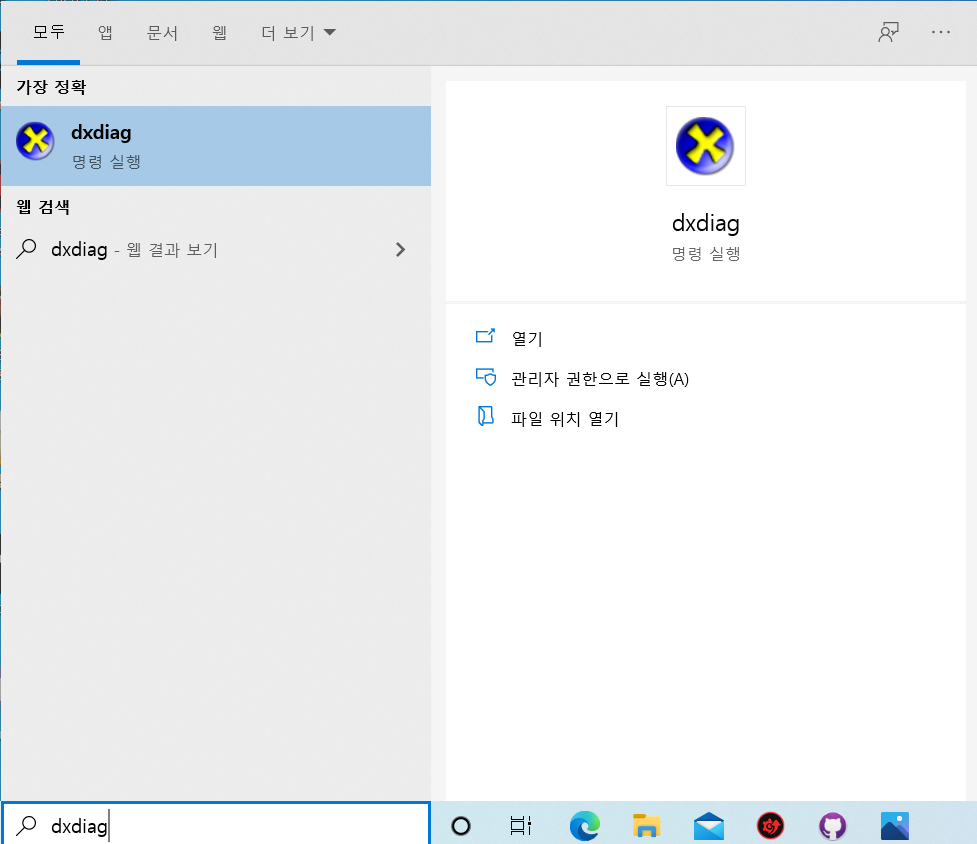 모두 앱 문서 웹 더 보기
가장 정확
dxdiag
명령 실행
웹 검색
dxdiag - 웹 결과 보기
dxdiag
명령 실행
열기
관리자 권한으로 실행(A)
파일 위치 열기
dxdiag